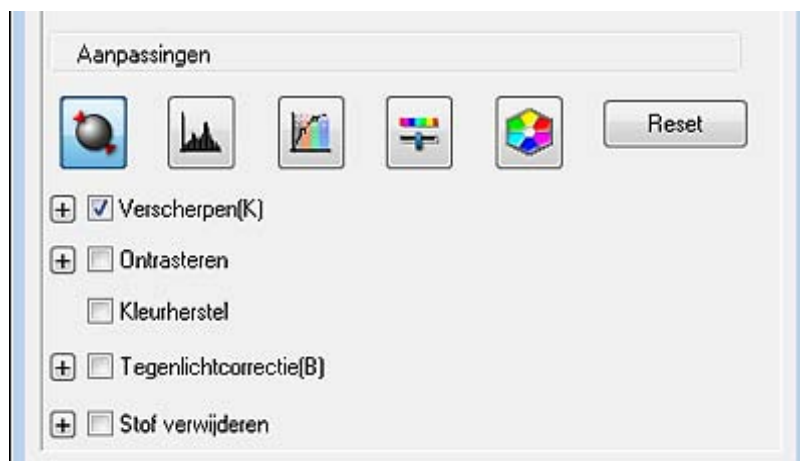 Aanpassingen
Reset
Verscherpen(K)
Ontrasteren
Kleurherstel
Tegenlichtcorrectie(B)
Stof verwijderen